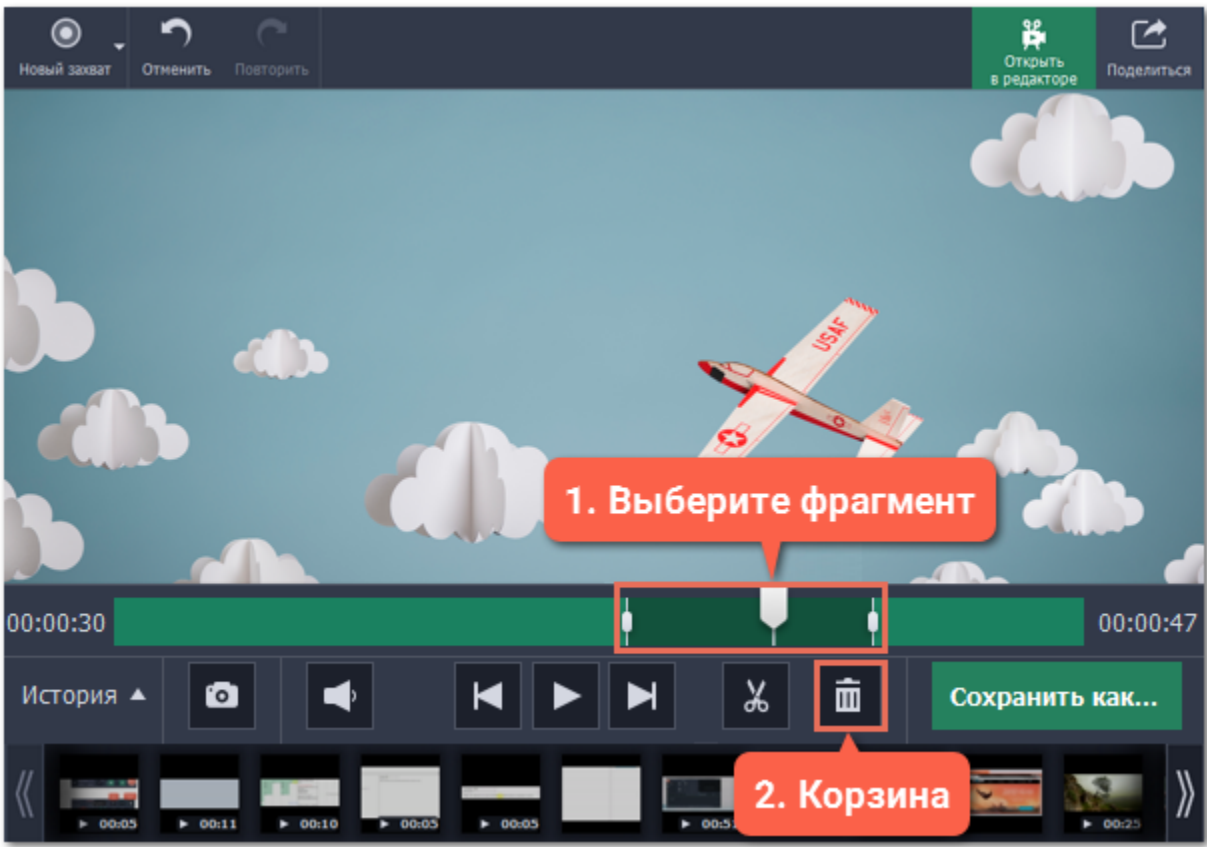 Новый захват
Отменить
Повторить
Открыть
в редакторе
Поделиться
USAF
1. Выберите фрагмент
00:00:30
00:00:47
История
Сохранить как...
2. Корзина
00:05
00:11
00:10
00:05
00:05
00:25